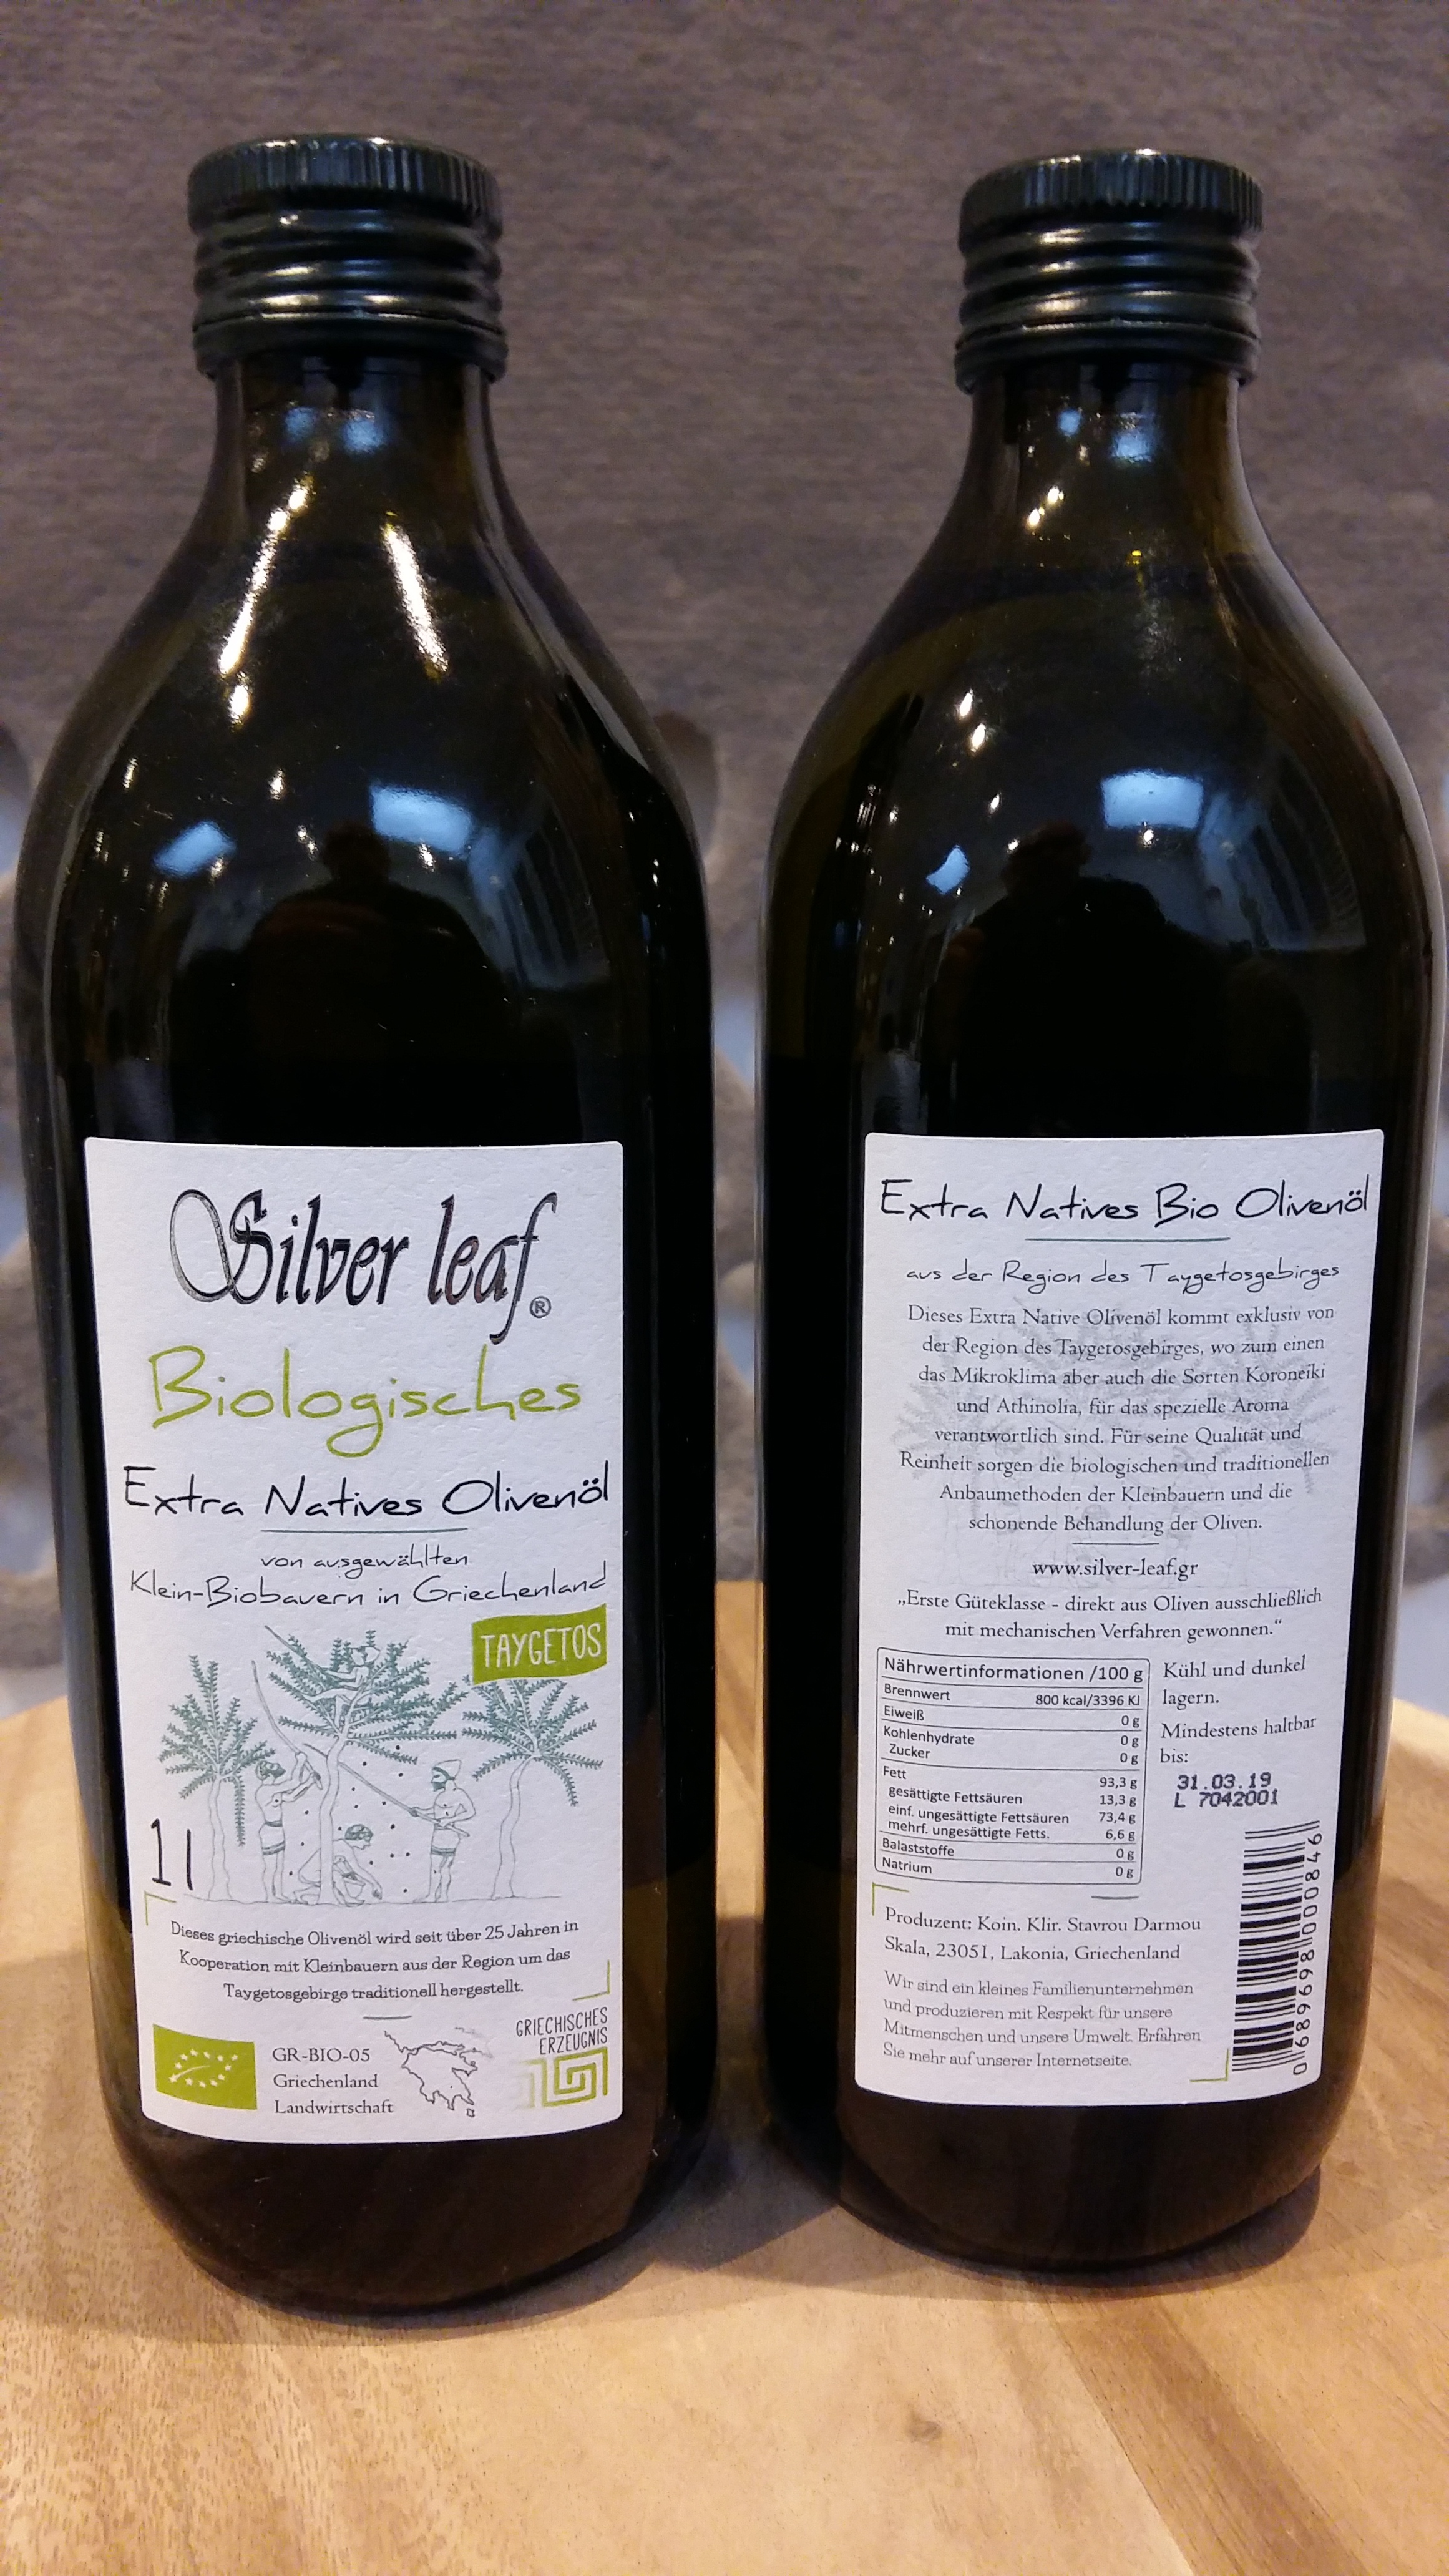 Silver leaf®
Biologisches
Extra Natives Olivenöl
von ausgewählten
Klein-Biobauern in Griechenland
TAYGETOS
1l
Dieses griechische Olivenöl wird seit über 25 Jahren in
Kooperation mit Kleinbauern aus der Region um das
Taygetosgebirge traditionell hergestellt.
GR-BIO-05
Griechenland
Landwirtschaft
GRIECHISCHES
ERZEUGNIS
Extra Natives Bio Olivenöl
aus der Region des Taygetosgebirges
Dieses Extra Native Olivenöl kommt exklusiv von
der Region des Taygetosgebirges, wo zum einen
das Mikroklima aber auch die Sorten Koroneiki
und Athinolia, für das spezielle Aroma
verantwortlich sind. Für seine Qualität und
Reinheit sorgen die biologischen und traditionellen
Anbaumethoden der Kleinbauern und die
schonende Behandlung der Oliven.
www.silver-leaf.gr
„Erste Güteklasse - direkt aus Oliven ausschließlich
mit mechanischen Verfahren gewonnen.“
Nährwertinformationen /100 g
Brennwert 800 kcal/3396 KJ
Eiweiß 0 g
Kohlenhydrate 0 g
Zucker 0 g
Fett 93,3 g
gesättigte Fettsäuren 13,3 g
einf. ungesättigte Fettsäuren 73,4 g
mehrf. ungesättigte Fetts. 6,6 g
Balaststoffe 0 g
Natrium 0 g
Kühl und dunkel
lagern.
Mindestens haltbar
bis:
31.03.19
L 7042001
Produzent: Koin. Klir. Stavrou Darmou
Skala, 23051, Lakonia, Griechenland
Wir sind ein kleines Familienunternehmen
und produzieren mit Respekt für unsere
Mitmenschen und unsere Umwelt. Erfahren
Sie mehr auf unserer Internetseite.
0 689698 000846